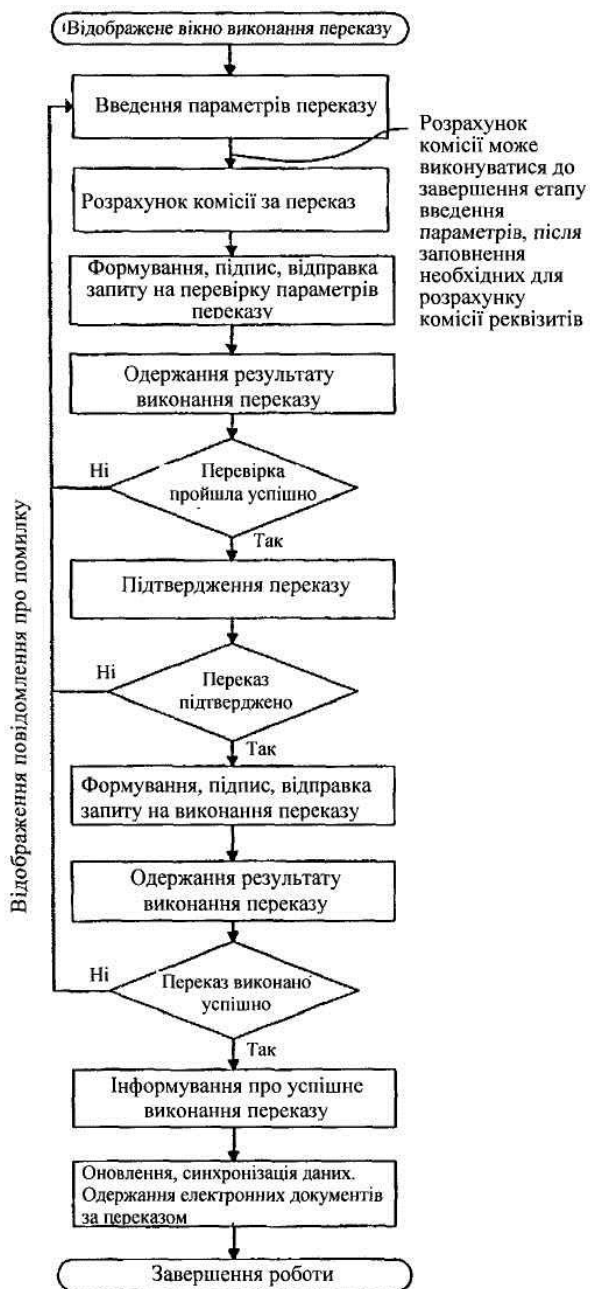 Відображене вікно виконання переказу
Введення параметрів переказу
Розрахунок
комісії може
виконуватися до
завершення етапу
введення
параметрів, після
заповнення
необхідних для
розрахунку
комісії реквізитів
Розрахунок комісії за переказ
Формування, підпис, відправка
запиту на перевірку параметрів
переказу
Одержання результату
виконання переказу
Ні
Перевірка
пройшла успішно
Так
Підтвердження переказу
Ні
Переказ
підтверджено
Так
Формування, підпис, відправка
запиту на виконання переказу
Одержання результату
виконання переказу
Ні
Переказ виконано
успішно
Так
Інформування про успішне
виконання переказу
Оновлення, синхронізація даних.
Одержання електронних документів
за переказом
Завершення роботи
Відображення повідомлення про помилку